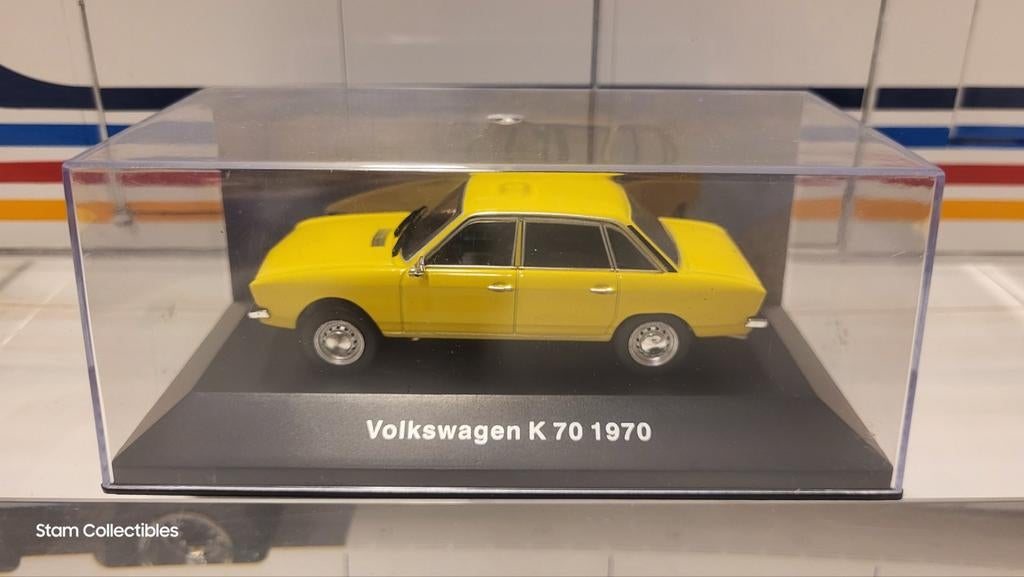 Volkswagen K 70 1970
Stam Collectibles